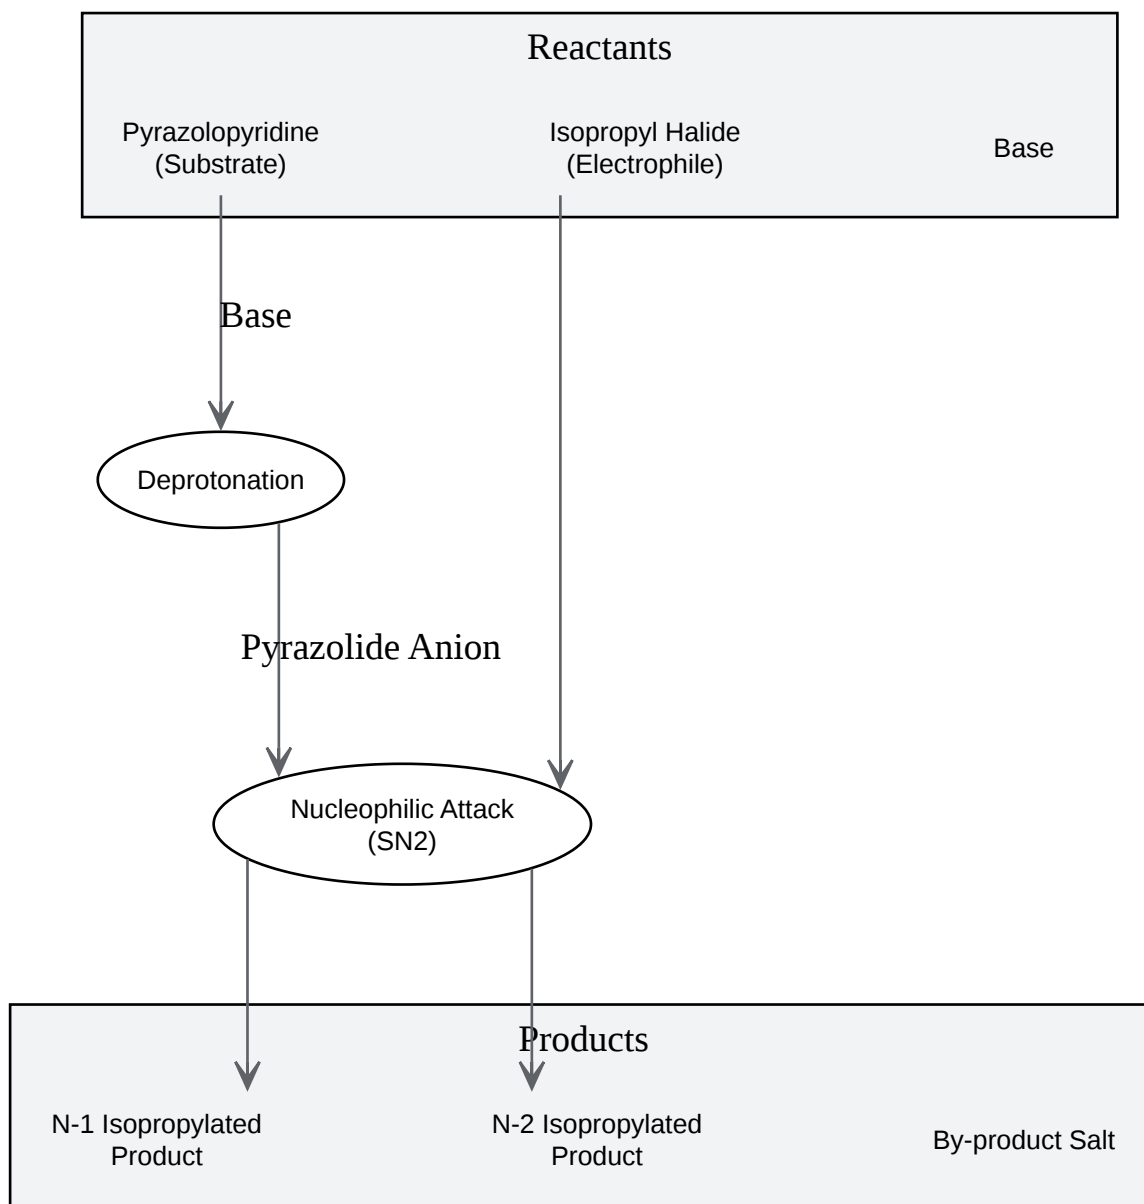 Reactants
Pyrazolopyridine
(Substrate)
Isopropyl Halide
(Electrophile)
Base
Base
Deprotonation
Pyrazolide Anion
Nucleophilic Attack
(SN2)
Products
N-1 Isopropylated
Product
N-2 Isopropylated
Product
By-product Salt